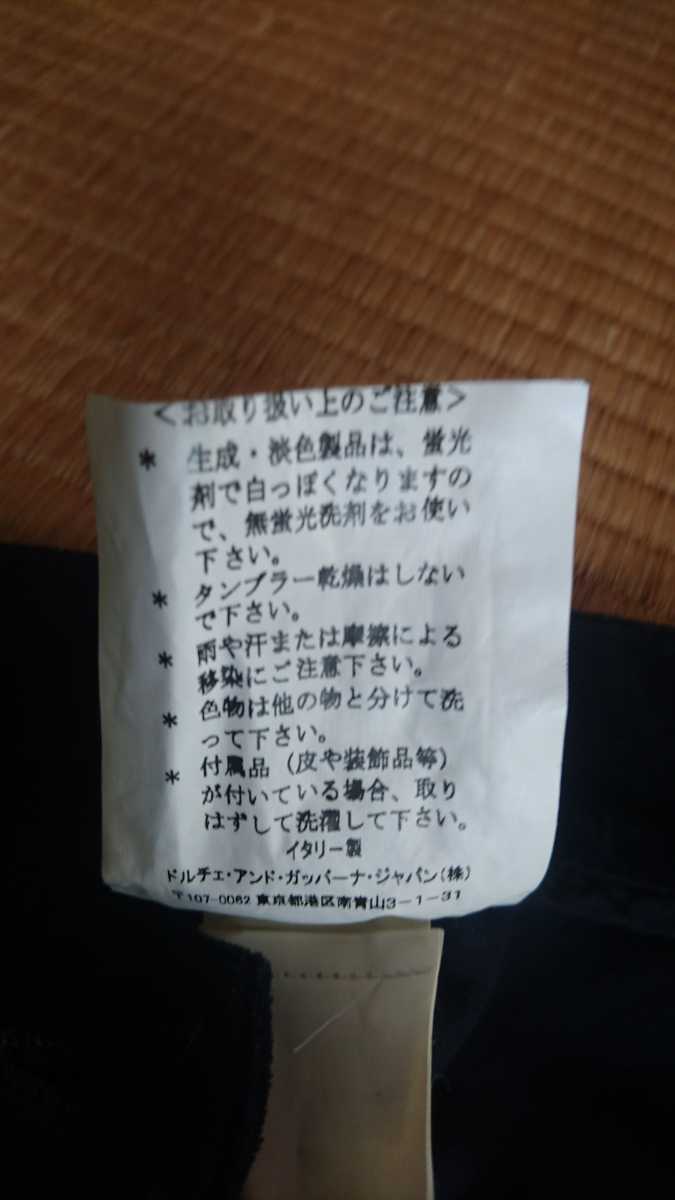 ＜お取り扱い上のご注意＞
* 生成・淡色製品は、蛍光
剤で白っぽくなりますの
で、無蛍光洗剤をお使い
下さい。
* タンブラー乾燥はしない
で下さい。
* 雨や汗または摩擦による
移染にご注意下さい。
* 色物は他の物と分けて洗
って下さい。
* 付属品（皮や装飾品等）
が付いている場合、取り
はずして洗濯して下さい。
イタリー製
ドルチェ・アンド・ガッバーナ・ジャパン（株）
〒107-0062 東京都港区南青山3－1－31